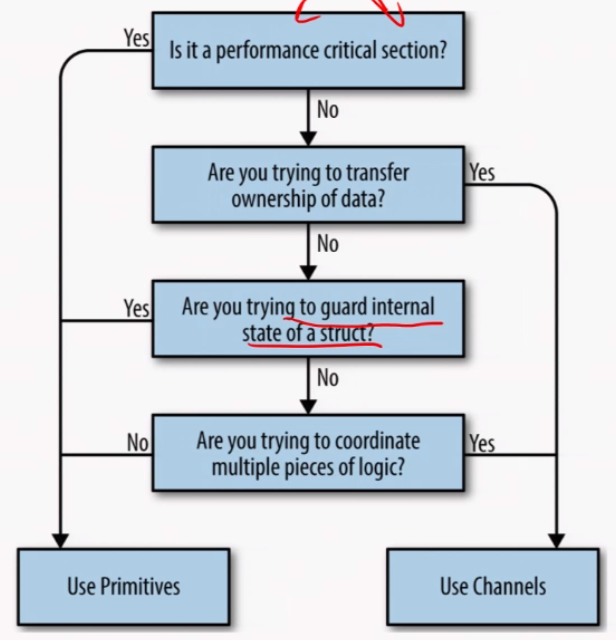 Yes
Is it a performance critical section?
No
Are you trying to transfer
ownership of data?
Yes
No
Yes
Are you trying to guard internal
state of a struct?
No
No
Are you trying to coordinate
multiple pieces of logic?
Yes
Use Primitives
Use Channels